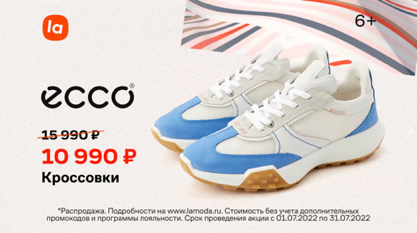 la
6+
ecco®
15 990 ₽
10 990 ₽
Кроссовки
*Распродажа. Подробности на www.lamoda.ru. Стоимость без учета дополнительных
промокодов и программы лояльности. Срок проведения акции с 01.07.2022 по 31.07.2022